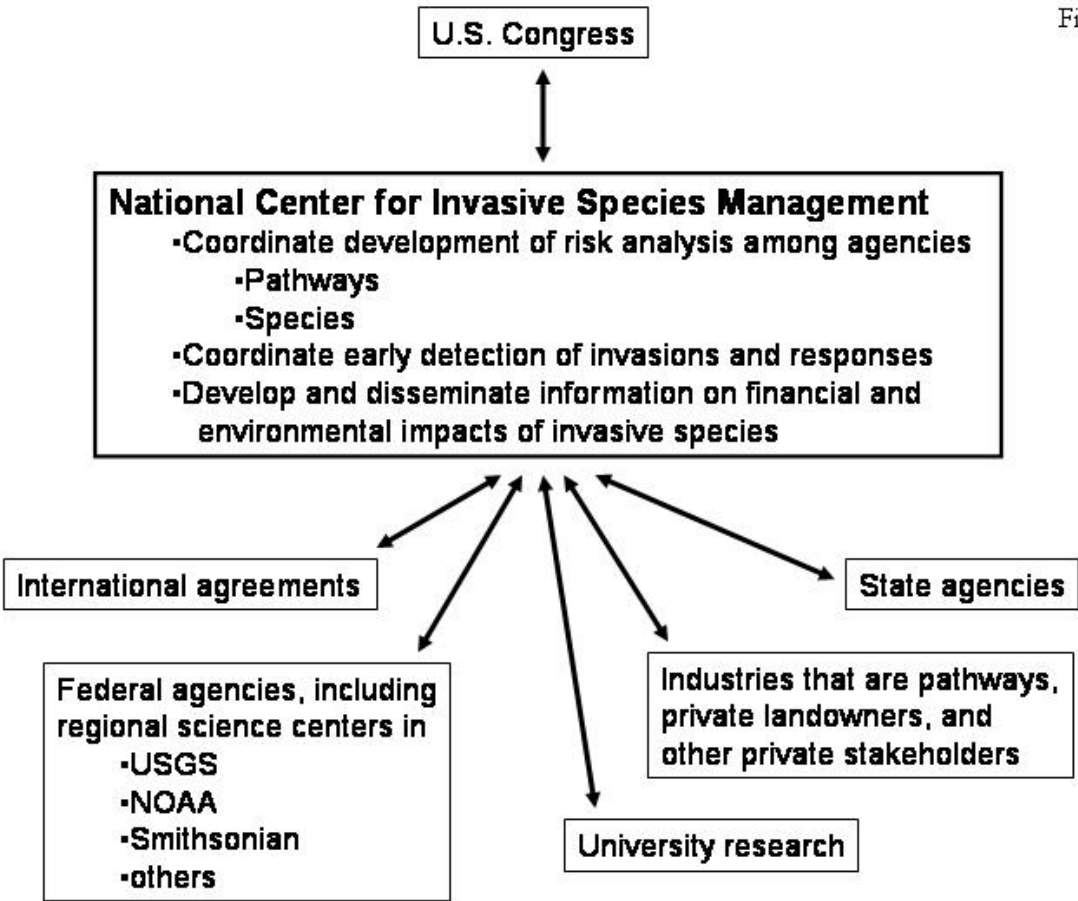 Fi
U.S. Congress
National Center for Invasive Species Management
▪Coordinate development of risk analysis among agencies
▪Pathways
▪Species
▪Coordinate early detection of invasions and responses
▪Develop and disseminate information on financial and
environmental impacts of invasive species
International agreements
State agencies
Federal agencies, including
regional science centers in
▪USGS
▪NOAA
▪Smithsonian
▪others
Industries that are pathways,
private landowners, and
other private stakeholders
University research